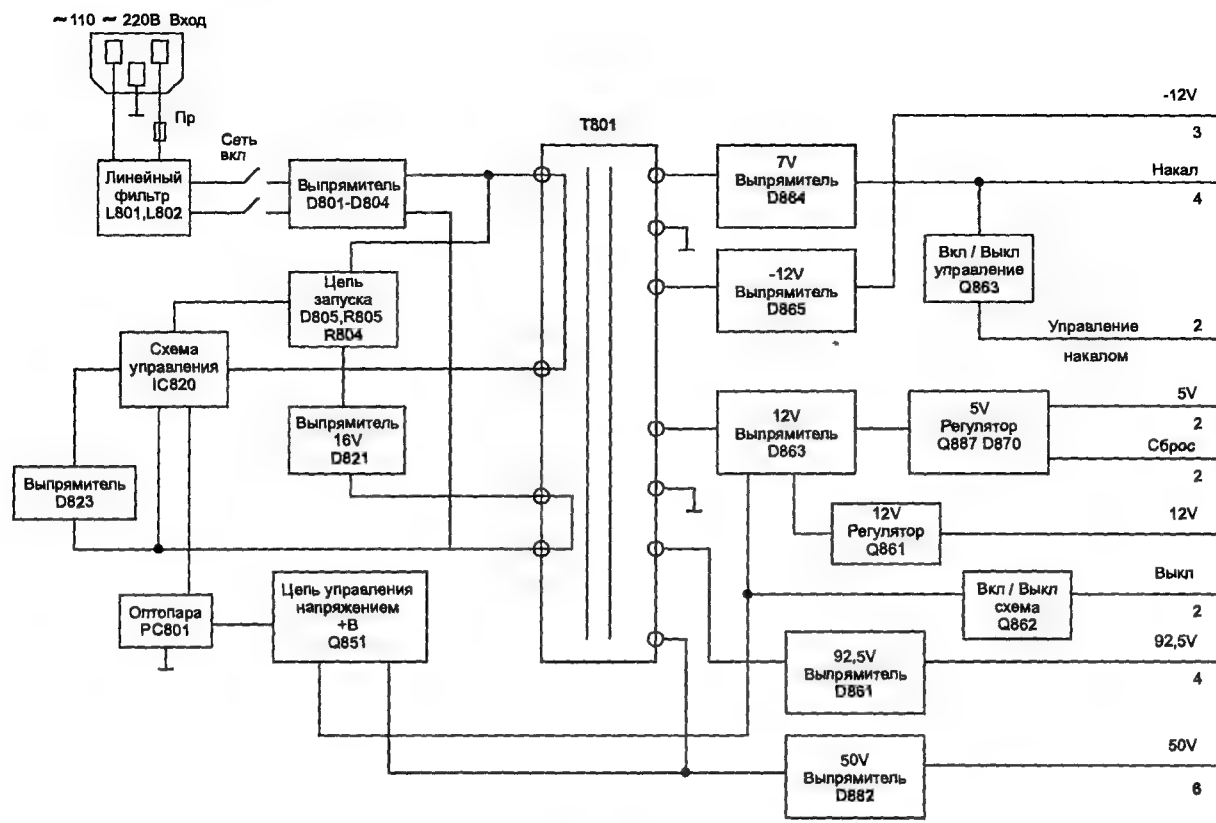 ~ 110 ~ 220В Вход
Пр
Сеть
вкл
Линейный
фильтр
L801,L802
Выпрямитель
D801-D804
Цепь
запуска
D805,R805
R804
Схема
управления
IC820
Выпрямитель
16V
D821
Выпрямитель
D823
Оптопара
PC801
Цепь управления
напряжением
+B
Q851
T801
7V
Выпрямитель
D864
-12V
Выпрямитель
D865
12V
Выпрямитель
D863
5V
Регулятор
Q887 D870
12V
Регулятор
Q861
Вкл / Выкл
управление
Q863
Вкл / Выкл
схема
Q862
92,5V
Выпрямитель
D861
50V
Выпрямитель
D882
-12V
3
Накал
4
Управление 2
накалом
5V
2
Сброс
2
12V
Выкл
2
92,5V
4
50V
6